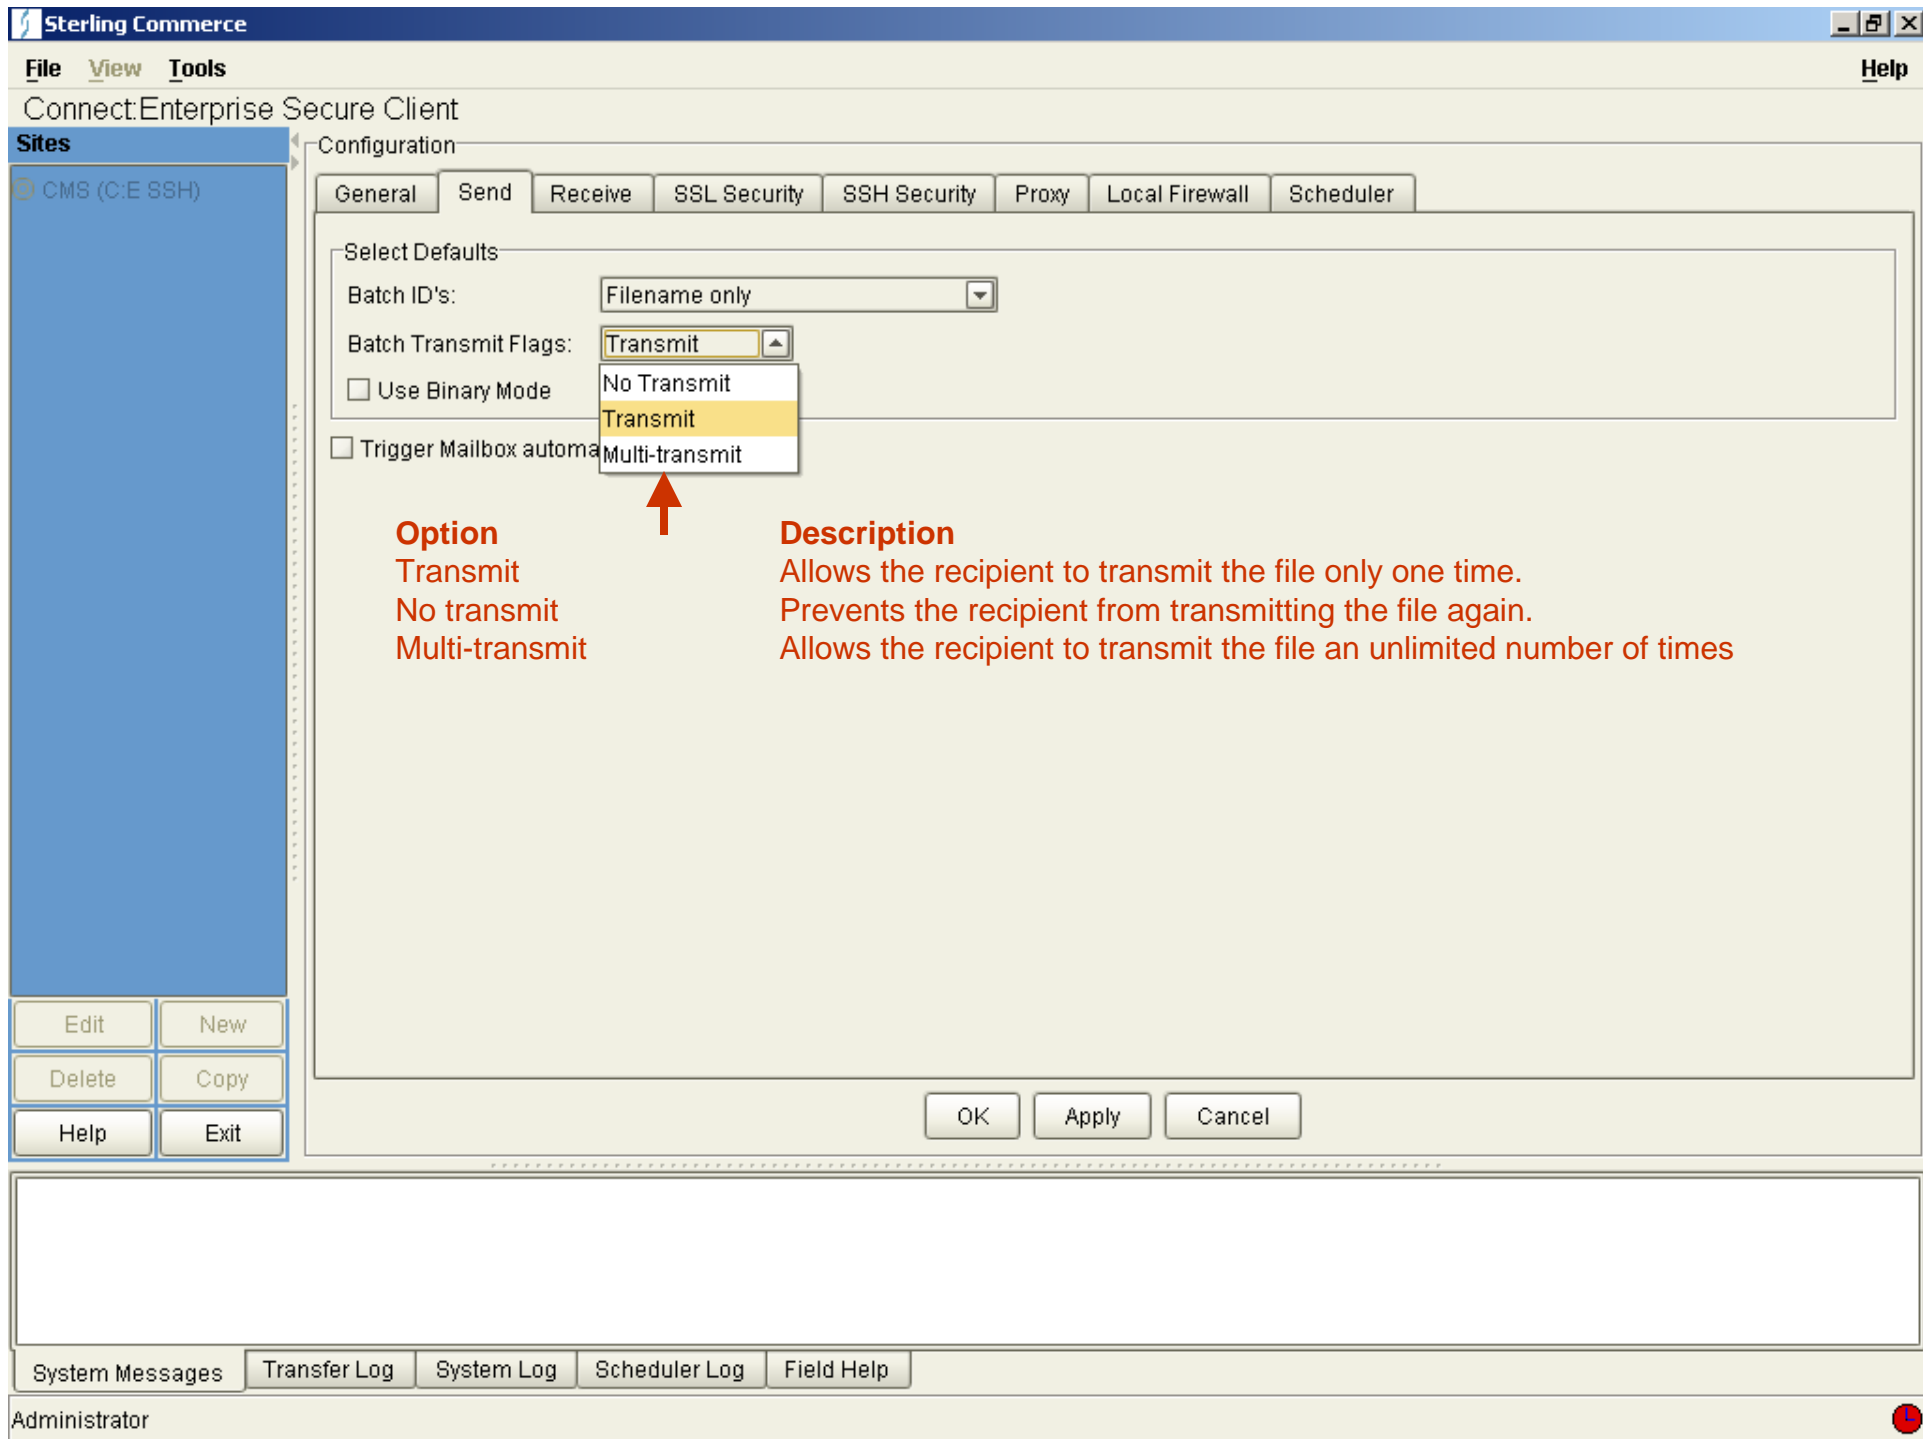 Sterling Commerce
File View Tools Help
Connect:Enterprise Secure Client
Sites
Configuration
CMS (C:E SSH)
General Send Receive SSL Security SSH Security Proxy Local Firewall Scheduler
Select Defaults
Batch ID's: Filename only
Batch Transmit Flags: Transmit
Use Binary Mode
No Transmit
Transmit
Multi-transmit
Trigger Mailbox automa
Option Description
Transmit Allows the recipient to transmit the file only one time.
No transmit Prevents the recipient from transmitting the file again.
Multi-transmit Allows the recipient to transmit the file an unlimited number of times
Edit New
Delete Copy
Help Exit
OK Apply Cancel
System Messages Transfer Log System Log Scheduler Log Field Help
Administrator